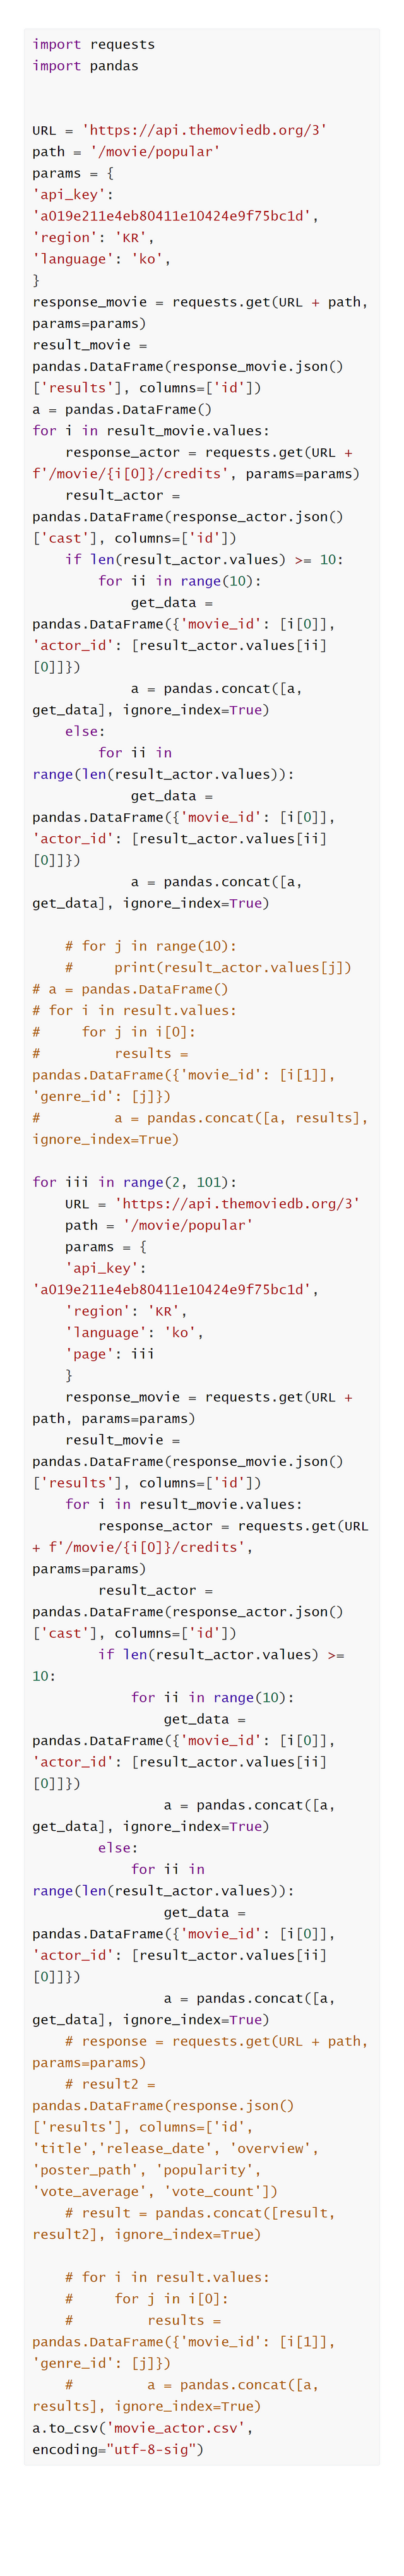 import requests
import pandas
URL = 'https://api.themoviedb.org/3'
path = '/movie/popular'
params = {
'api_key':
'a019e211e4eb80411e10424e9f75bc1d',
'region': 'KR',
'language': 'ko',
}
response_movie = requests.get(URL + path,
params=params)
result_movie =
pandas.DataFrame(response_movie.json()
['results'], columns=['id'])
a = pandas.DataFrame()
for i in result_movie.values:
    response_actor = requests.get(URL +
f'/movie/{i[0]}/credits', params=params)
    result_actor =
pandas.DataFrame(response_actor.json()
['cast'], columns=['id'])
    if len(result_actor.values) >= 10:
        for ii in range(10):
            get_data =
pandas.DataFrame({'movie_id': [i[0]],
'actor_id': [result_actor.values[ii]
[0]]})
            a = pandas.concat([a,
get_data], ignore_index=True)
    else:
        for ii in
range(len(result_actor.values)):
            get_data =
pandas.DataFrame({'movie_id': [i[0]],
'actor_id': [result_actor.values[ii]
[0]]})
            a = pandas.concat([a,
get_data], ignore_index=True)
    # for j in range(10):
    #     print(result_actor.values[j])
# a = pandas.DataFrame()
# for i in result.values:
#     for j in i[0]:
#         results =
pandas.DataFrame({'movie_id': [i[1]],
'genre_id': [j]})
#         a = pandas.concat([a, results],
ignore_index=True)
for iii in range(2, 101):
    URL = 'https://api.themoviedb.org/3'
    path = '/movie/popular'
    params = {
    'api_key':
'a019e211e4eb80411e10424e9f75bc1d',
    'region': 'KR',
    'language': 'ko',
    'page': iii
    }
    response_movie = requests.get(URL +
path, params=params)
    result_movie =
pandas.DataFrame(response_movie.json()
['results'], columns=['id'])
    for i in result_movie.values:
        response_actor = requests.get(URL
+ f'/movie/{i[0]}/credits',
params=params)
        result_actor =
pandas.DataFrame(response_actor.json()
['cast'], columns=['id'])
        if len(result_actor.values) >=
10:
            for ii in range(10):
                get_data =
pandas.DataFrame({'movie_id': [i[0]],
'actor_id': [result_actor.values[ii]
[0]]})
                a = pandas.concat([a,
get_data], ignore_index=True)
        else:
            for ii in
range(len(result_actor.values)):
                get_data =
pandas.DataFrame({'movie_id': [i[0]],
'actor_id': [result_actor.values[ii]
[0]]})
                a = pandas.concat([a,
get_data], ignore_index=True)
    # response = requests.get(URL + path,
params=params)
    # result2 =
pandas.DataFrame(response.json()
['results'], columns=['id',
'title','release_date', 'overview',
'poster_path', 'popularity',
'vote_average', 'vote_count'])
    # result = pandas.concat([result,
result2], ignore_index=True)
    # for i in result.values:
    #     for j in i[0]:
    #         results =
pandas.DataFrame({'movie_id': [i[1]],
'genre_id': [j]})
    #         a = pandas.concat([a,
results], ignore_index=True)
a.to_csv('movie_actor.csv',
encoding="utf-8-sig")